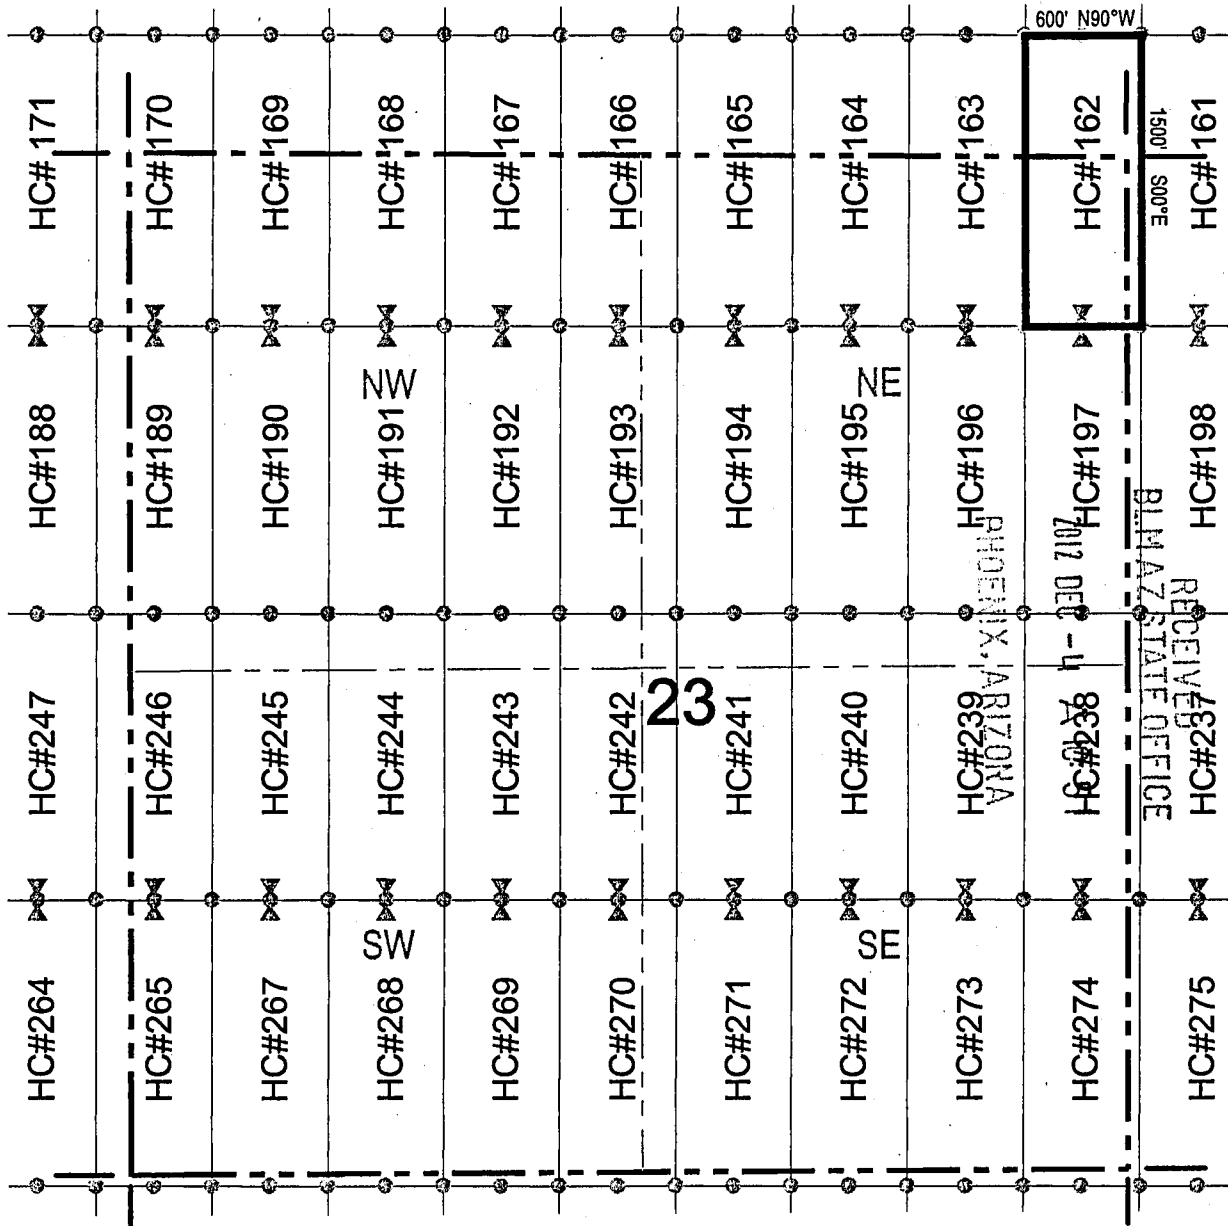 600' N90°W
HC# 171
HC# 170
HC# 169
HC# 168
HC# 167
HC# 166
HC# 165
HC# 164
HC# 163
HC# 162
1500' S00°E
HC# 161
NW
NE
HC#188
HC#189
HC#190
HC#191
HC#192
HC#193
HC#194
HC#195
HC#196
HC#197
HC#198
RECEIVED
BLM AZ STATE OFFICE
2012 DEC -4 A
PHOENIX, ARIZONA
23
HC#247
HC#246
HC#245
HC#244
HC#243
HC#242
HC#241
HC#240
HC#239
HC#238
HC#237
SW
SE
HC#264
HC#265
HC#267
HC#268
HC#269
HC#270
HC#271
HC#272
HC#273
HC#274
HC#275